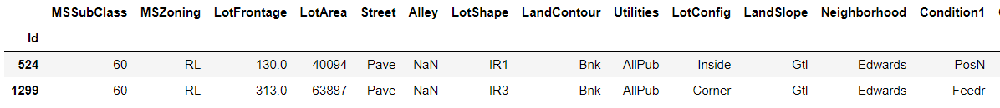 MSSubClass MSZoning LotFrontage LotArea Street Alley LotShape LandContour Utilities LotConfig LandSlope Neighborhood Condition1
Id
524 60 RL 130.0 40094 Pave NaN IR1 Bnk AllPub Inside Gtl Edwards PosN
1299 60 RL 313.0 63887 Pave NaN IR3 Bnk AllPub Corner Gtl Edwards Feedr